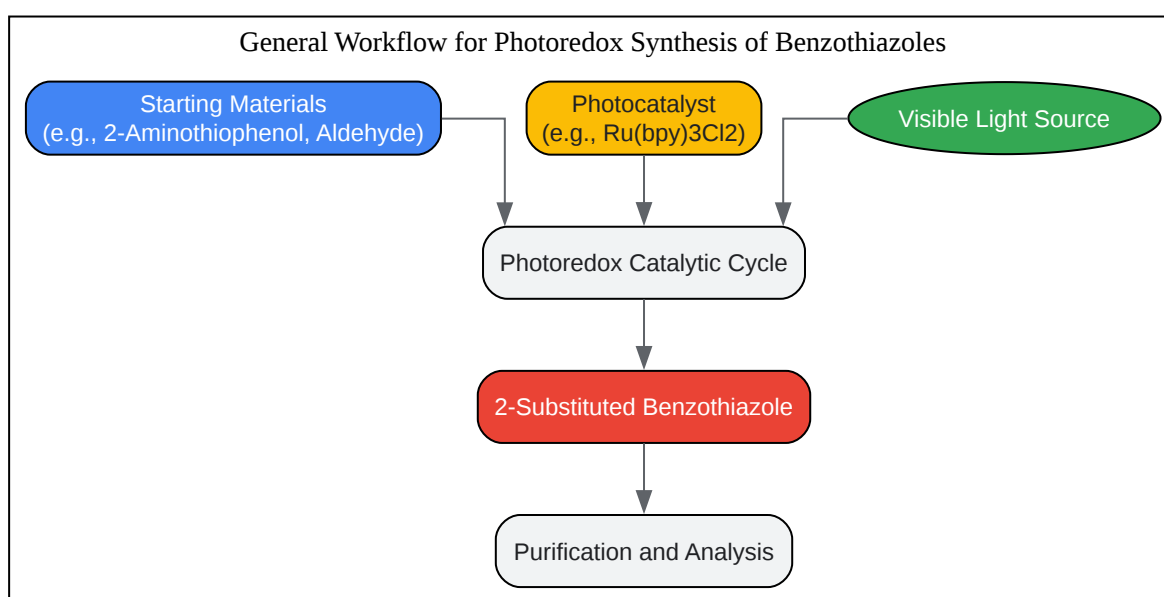 General Workflow for Photoredox Synthesis of Benzothiazoles
Starting Materials
(e.g., 2-Aminothiophenol, Aldehyde)
Photocatalyst
(e.g., Ru(bpy)3Cl2)
Visible Light Source
Photoredox Catalytic Cycle
2-Substituted Benzothiazole
Purification and Analysis